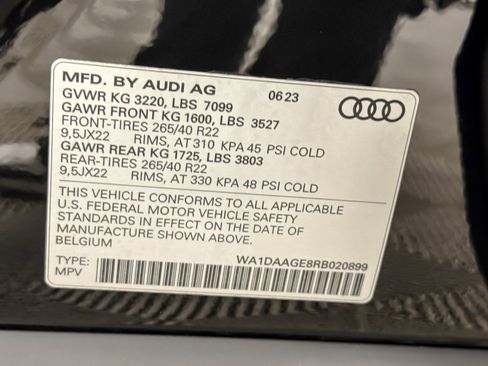 MFD. BY AUDI AG 06:23
GVWR KG 3220, LBS 7099
GAWR FRONT KG 1600, LBS 3527
FRONT-TIRES 265/40 R22
9,5JX22 RIMS, AT 310 KPA 45 PSI COLD
GAWR REAR KG 1725, LBS 3803
REAR-TIRES 265/40 R22
9,5JX22 RIMS, AT 330 KPA 48 PSI COLD
THIS VEHICLE CONFORMS TO ALL APPLICABLE
U.S. FEDERAL MOTOR VEHICLE SAFETY
STANDARDS IN EFFECT ON THE DATE OF
MANUFACTURE SHOWN ABOVE.
BELGIUM
TYPE: WA1DAAGE8RB020899
MPV